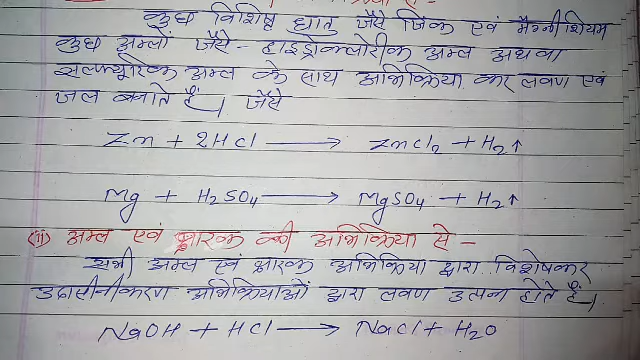 कुछ विशिष्ट धातु जैसे जिंक एवं मैग्नीशियम
कुछ अम्लों जैसे - हाइड्रोक्लोरीक अम्ल अथवा
सल्फ्यूरिक अम्ल के साथ अभिक्रिया कर लवण एवं
जल बनाते हैं। जैसे
Zn + 2HCl ⟶ ZnCl₂ + H₂↑
Mg + H₂SO₄ ⟶ MgSO₄ + H₂↑
(ii) अम्ल एवं क्षारक की अभिक्रिया से -
सभी अम्ल एवं क्षारक अभिक्रिया द्वारा विशेषकर
उदासीनीकरण अभिक्रियाओं द्वारा लवण उत्पन्न होते हैं।
NaOH + HCl ⟶ NaCl + H₂O